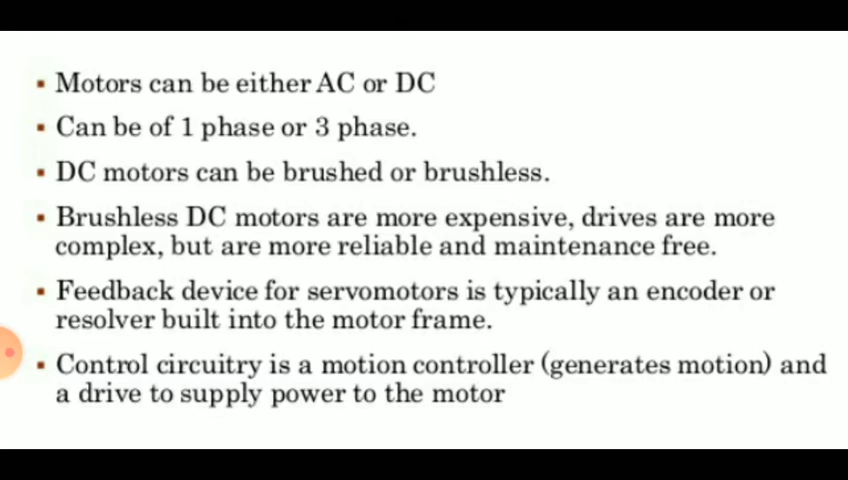 ▪ Motors can be either AC or DC
▪ Can be of 1 phase or 3 phase.
▪ DC motors can be brushed or brushless.
▪ Brushless DC motors are more expensive, drives are more
complex, but are more reliable and maintenance free.
▪ Feedback device for servomotors is typically an encoder or
resolver built into the motor frame.
▪ Control circuitry is a motion controller (generates motion) and
a drive to supply power to the motor